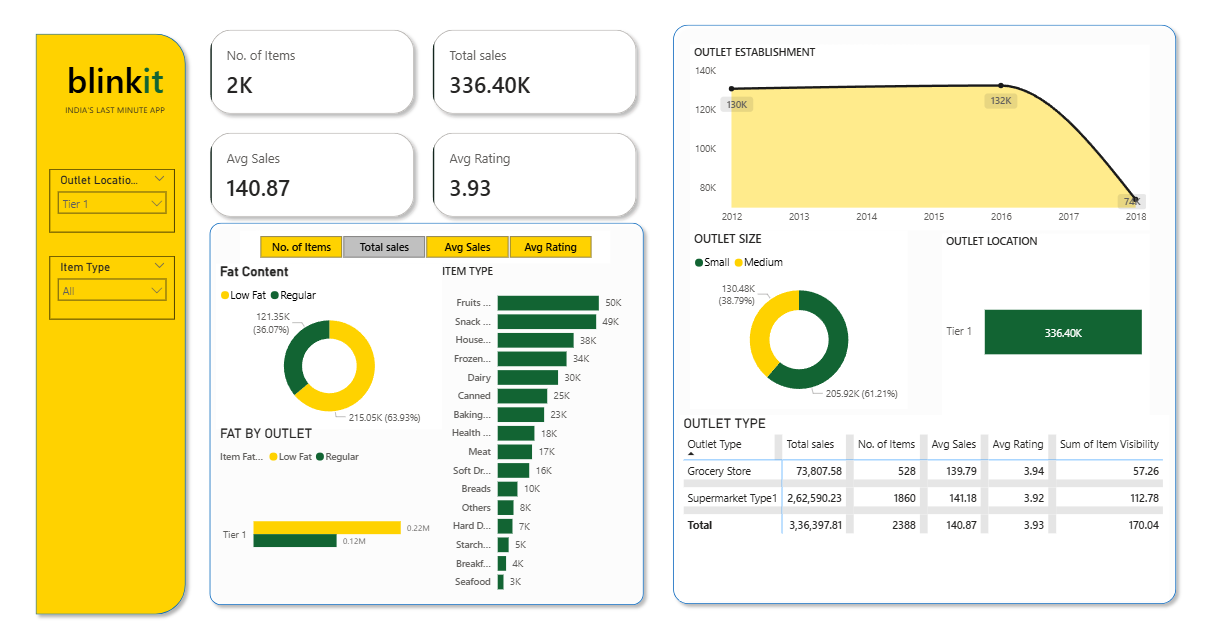 blinkit
INDIA'S LAST MINUTE APP
Outlet Locatio...
Tier 1
Item Type
All
No. of Items
2K
Total sales
336.40K
Avg Sales
140.87
Avg Rating
3.93
No. of Items Total sales Avg Sales Avg Rating
Fat Content
Low Fat Regular
121.35K
(36.07%)
215.05K (63.93%)
FAT BY OUTLET
Item Fat... Low Fat Regular
Tier 1
0.22M
0.12M
ITEM TYPE
Fruits ... 50K
Snack ... 49K
House... 38K
Frozen... 34K
Dairy 30K
Canned 25K
Baking... 23K
Health ... 18K
Meat 17K
Soft Dr... 16K
Breads 10K
Others 8K
Hard D... 7K
Starch... 5K
Breakf... 4K
Seafood 3K
OUTLET ESTABLISHMENT
140K
120K
100K
80K
130K
132K
74K
2012 2013 2014 2015 2016 2017 2018
OUTLET SIZE
Small Medium
130.48K
(38.79%)
205.92K (61.21%)
OUTLET LOCATION
Tier 1 336.40K
OUTLET TYPE
Outlet Type Total sales No. of Items Avg Sales Avg Rating Sum of Item Visibility
Grocery Store 73,807.58 528 139.79 3.94 57.26
Supermarket Type1 2,62,590.23 1860 141.18 3.92 112.78
Total 3,36,397.81 2388 140.87 3.93 170.04